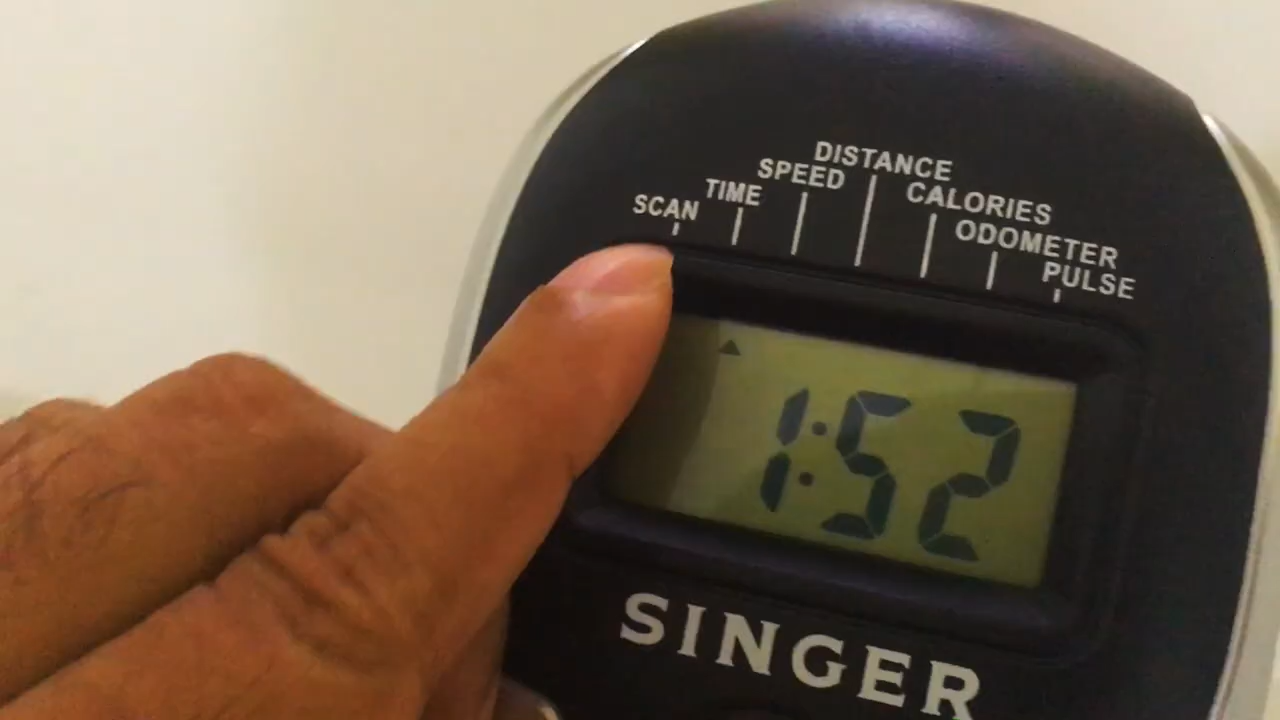 SCAN
TIME
SPEED
DISTANCE
CALORIES
ODOMETER
PULSE
1:52
SINGER